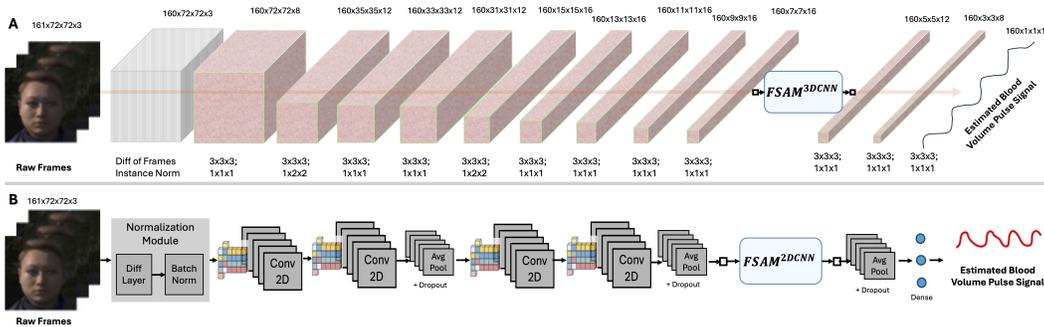 A
161x72x72x3
160x72x72x3
160x72x72x8
160x35x35x12
160x33x33x12
160x31x31x12
160x15x15x16
160x13x13x16
160x11x11x16
160x9x9x16
160x7x7x16
160x5x5x12
160x3x3x8
160x1x1x1
FSAM3DCNN
Estimated Blood
Volume Pulse Signal
Raw Frames
Diff of Frames
Instance Norm
3x3x3;
1x1x1
3x3x3;
1x2x2
3x3x3;
1x1x1
3x3x3;
1x1x1
3x3x3;
1x2x2
3x3x3;
1x1x1
3x3x3;
1x1x1
3x3x3;
1x1x1
3x3x3;
1x1x1
3x3x3;
1x1x1
3x3x3;
1x1x1
3x3x3;
1x1x1
B
161x72x72x3
Raw Frames
Normalization
Module
Diff
Layer
Batch
Norm
Conv
2D
Conv
2D
Avg
Pool
+ Dropout
Conv
2D
Conv
2D
Avg
Pool
+ Dropout
FSAM2DCNN
Avg
Pool
+ Dropout
Dense
Estimated Blood
Volume Pulse Signal